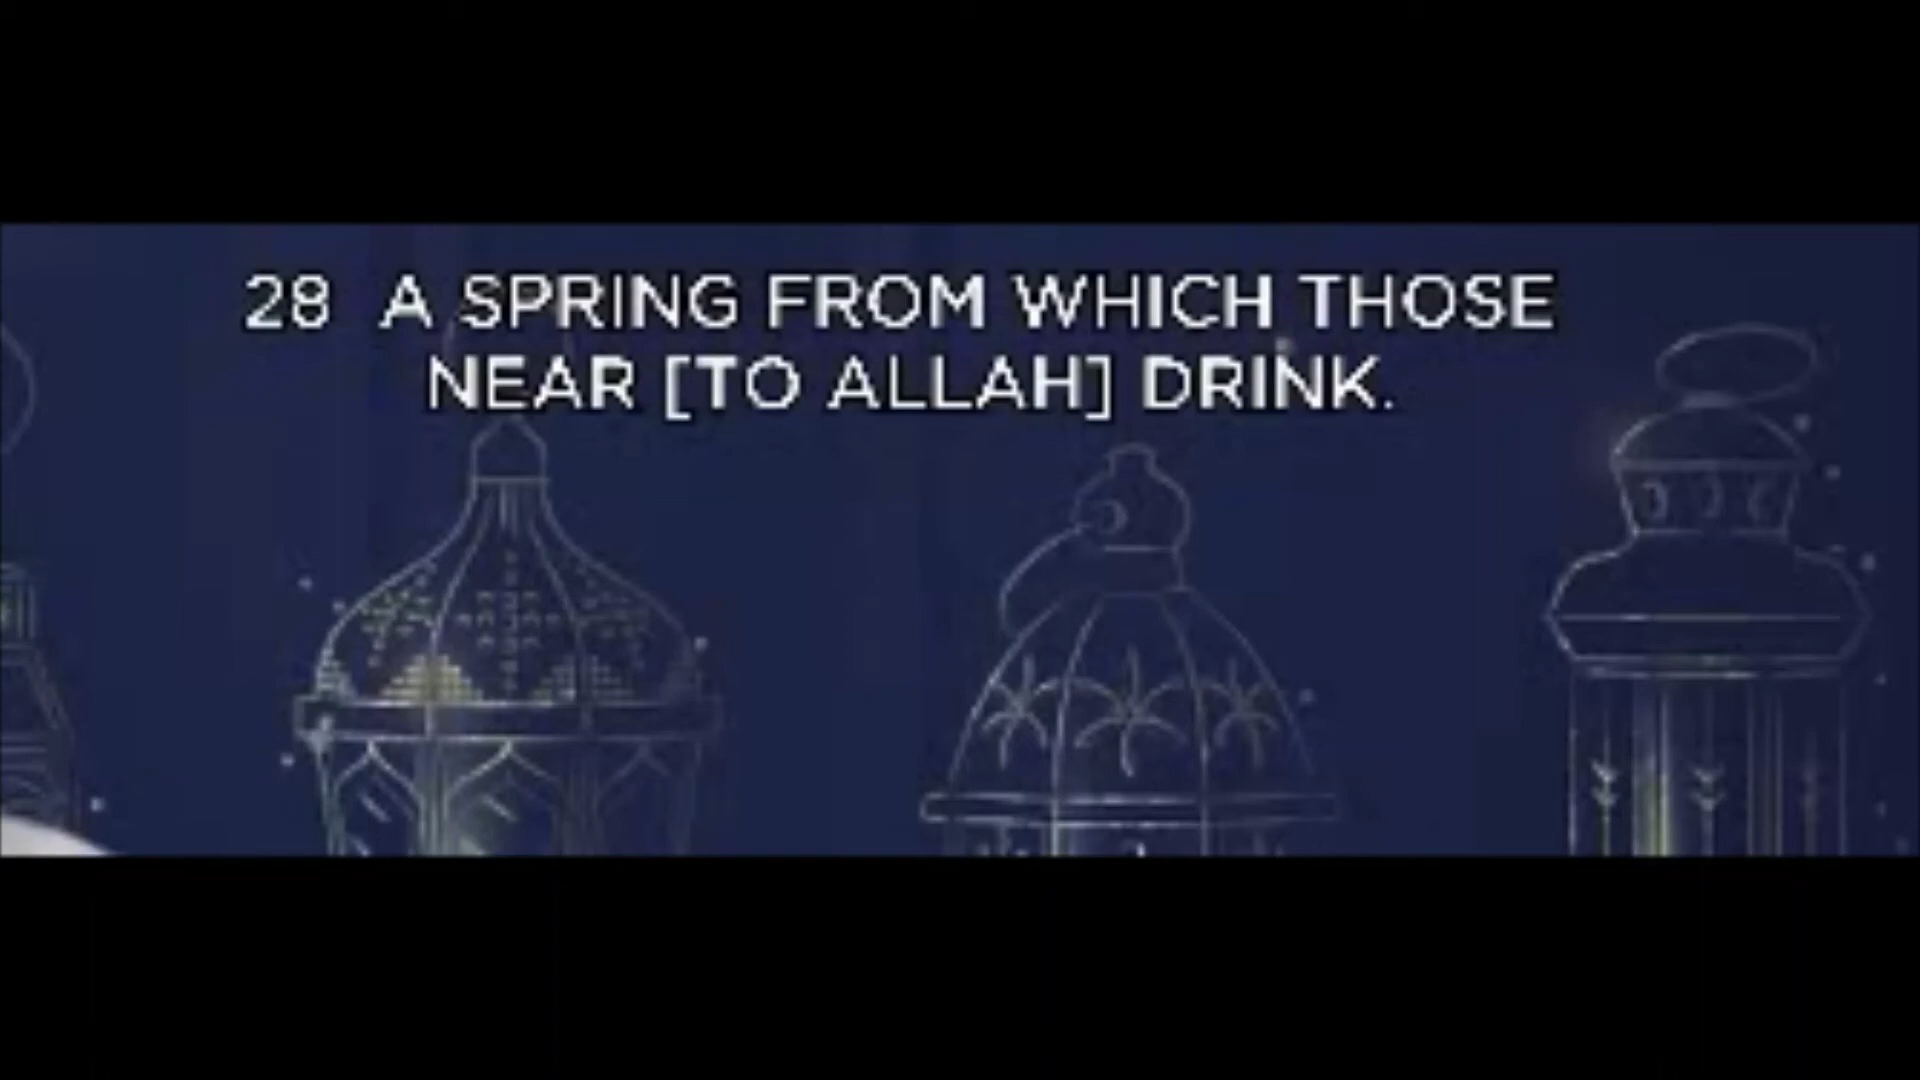 28 A SPRING FROM WHICH THOSE
NEAR [TO ALLAH] DRINK.